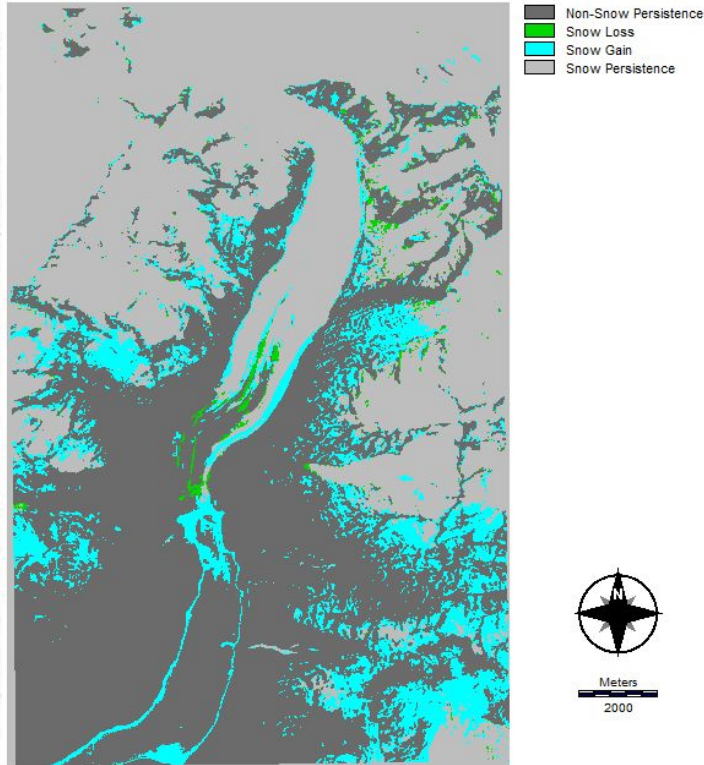 Non-Snow Persistence
Snow Loss
Snow Gain
Snow Persistence
N
Meters
2000